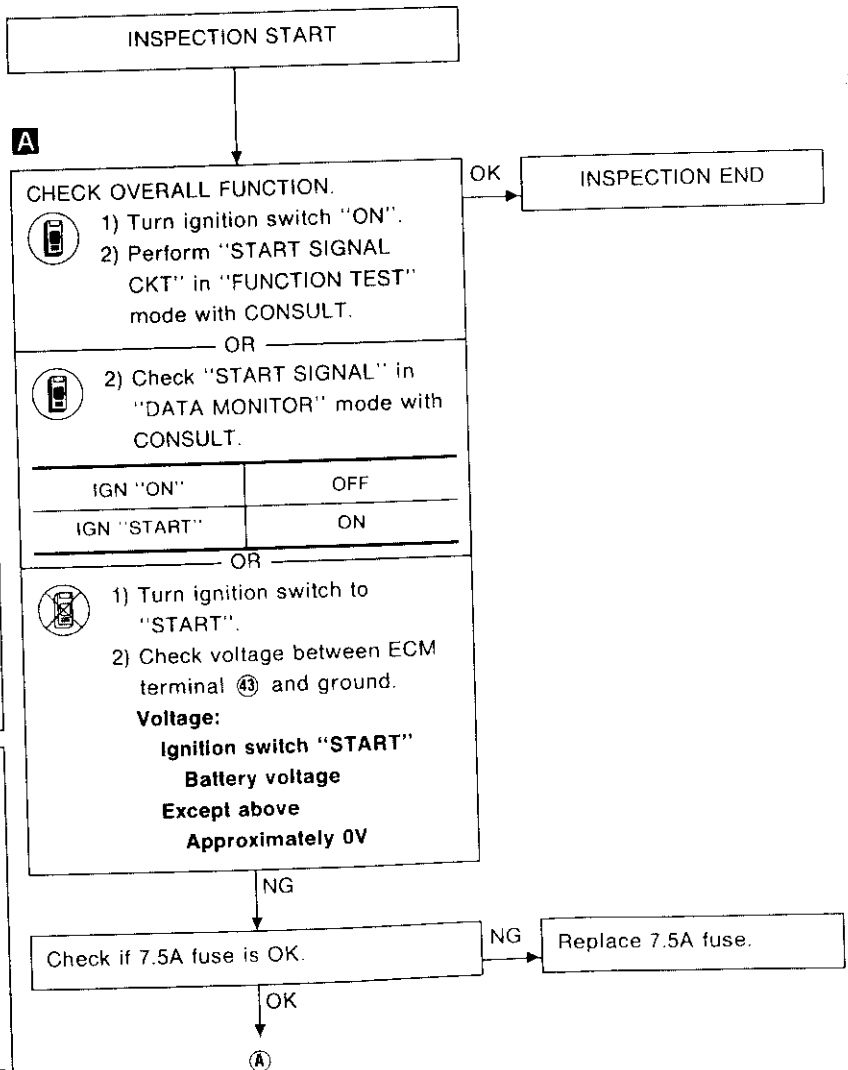 INSPECTION START
A
CHECK OVERALL FUNCTION.
1) Turn ignition switch "ON".
2) Perform "START SIGNAL
CKT" in "FUNCTION TEST"
mode with CONSULT.
OR
2) Check "START SIGNAL" in
"DATA MONITOR" mode with
CONSULT.
IGN "ON" OFF
IGN "START" ON
OR
1) Turn ignition switch to
"START".
2) Check voltage between ECM
terminal ㊸ and ground.
Voltage:
Ignition switch "START"
Battery voltage
Except above
Approximately 0V
OK
INSPECTION END
NG
Check if 7.5A fuse is OK.
NG
Replace 7.5A fuse.
OK
Ⓐ